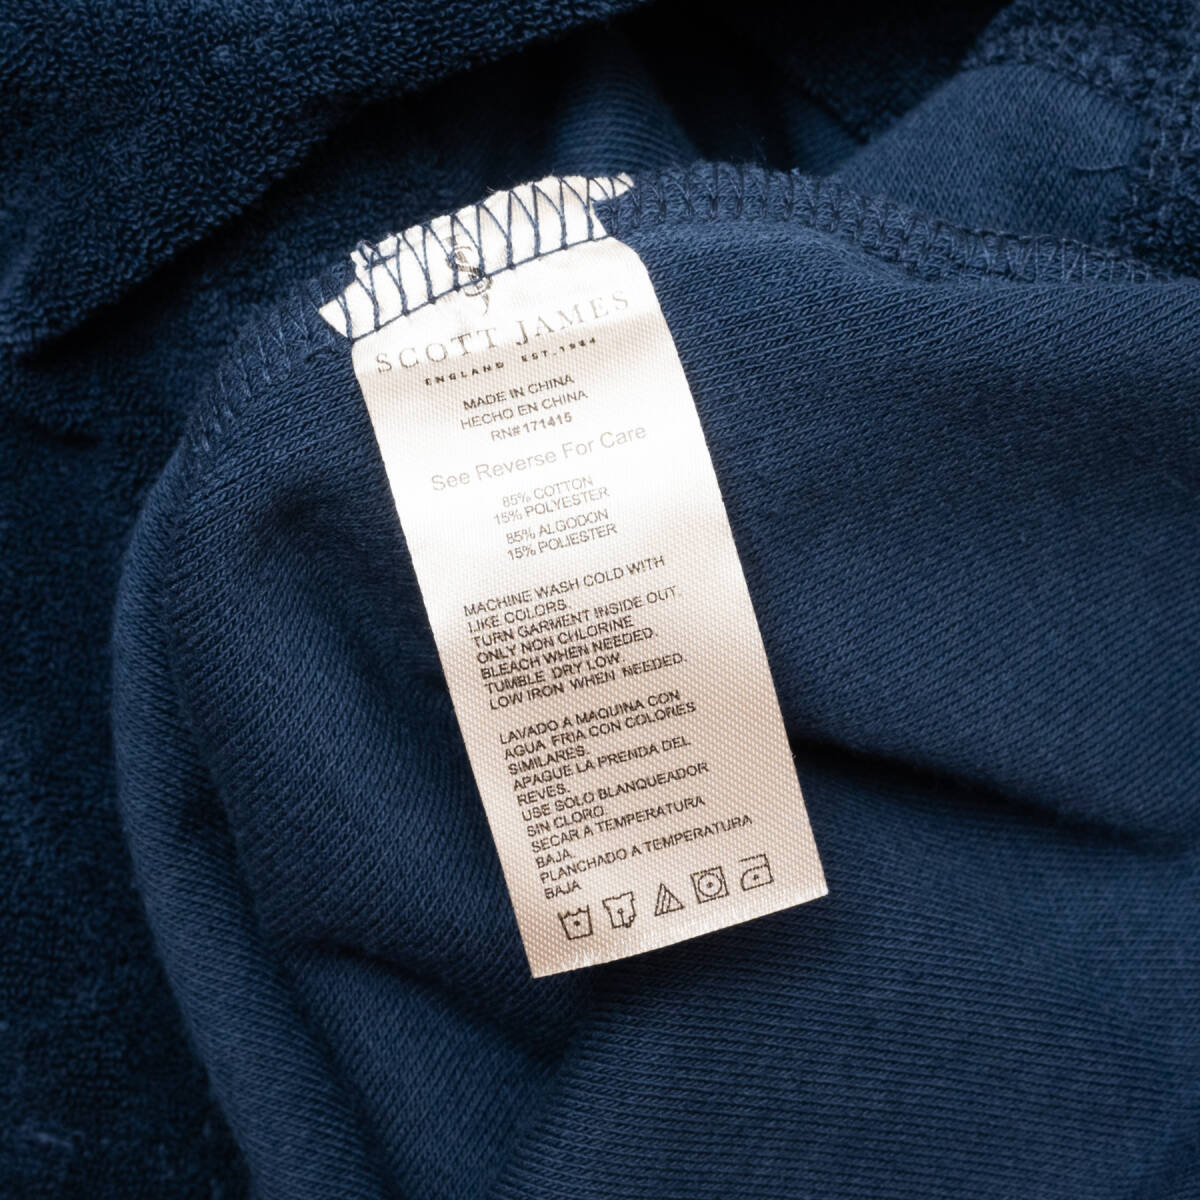 SCOTT JAMES
ENGLAND EST.1984
MADE IN CHINA
HECHO EN CHINA
RN#171415
See Reverse For Care
85% COTTON
15% POLYESTER
85% ALGODON
15% POLIESTER
MACHINE WASH COLD WITH
LIKE COLORS.
TURN GARMENT INSIDE OUT.
ONLY NON CHLORINE
BLEACH WHEN NEEDED.
TUMBLE DRY LOW.
LOW IRON WHEN NEEDED.
LAVADO A MAQUINA CON
AGUA FRIA CON COLORES
SIMILARES.
APAGUE LA PRENDA DEL
REVES.
USE SOLO BLANQUEADOR
SIN CLORO.
SECAR A TEMPERATURA
BAJA.
PLANCHADO A TEMPERATURA
BAJA